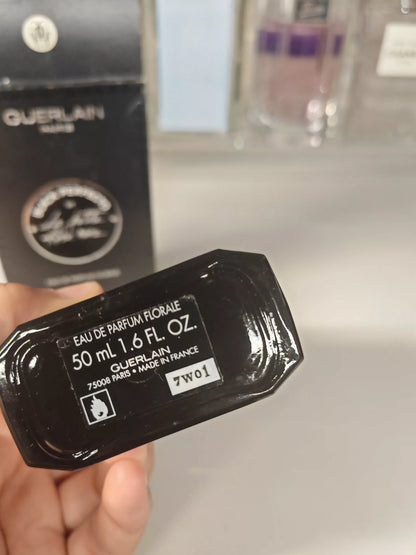 GUERLAIN
PARIS
EAU DE PARFUM FLORALE
50 ml 1.6 FL. OZ.
GUERLAIN
75008 PARIS • MADE IN FRANCE
7W01